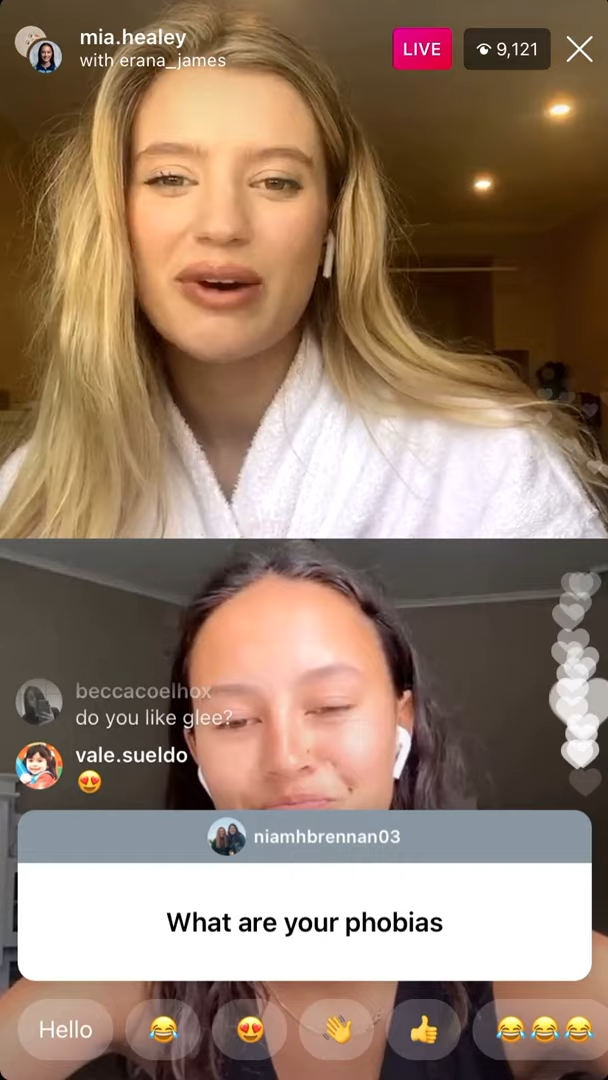 mia.healey
with erana_james
LIVE
9,121
beccacoelhox
do you like glee?
vale.sueldo
😍
niamhbrennan03
What are your phobias
Hello
😂
😍
👋
👍
😂😂😂